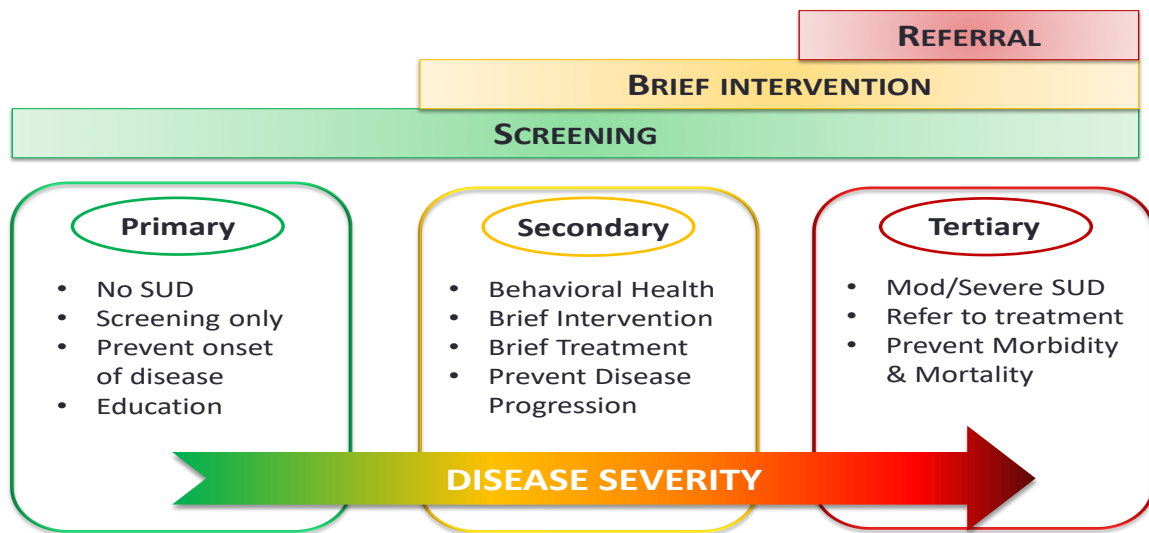 REFERRAL
BRIEF INTERVENTION
SCREENING
Primary
• No SUD
• Screening only
• Prevent onset
of disease
• Education
Secondary
• Behavioral Health
• Brief Intervention
• Brief Treatment
• Prevent Disease
Progression
Tertiary
• Mod/Severe SUD
• Refer to treatment
• Prevent Morbidity
& Mortality
DISEASE SEVERITY